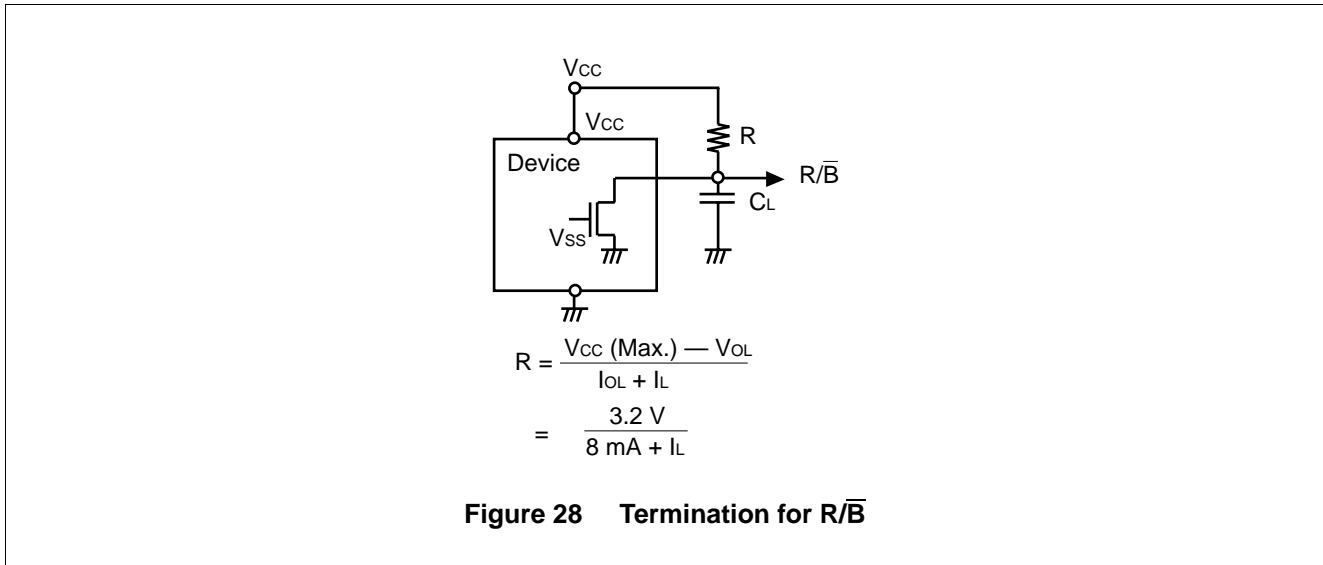 VCC
VCC
R
Device
R/B̅
CL
VSS
R = VCC (Max.) — VOL
IOL + IL
= 3.2 V
8 mA + IL
Figure 28 Termination for R/B̅